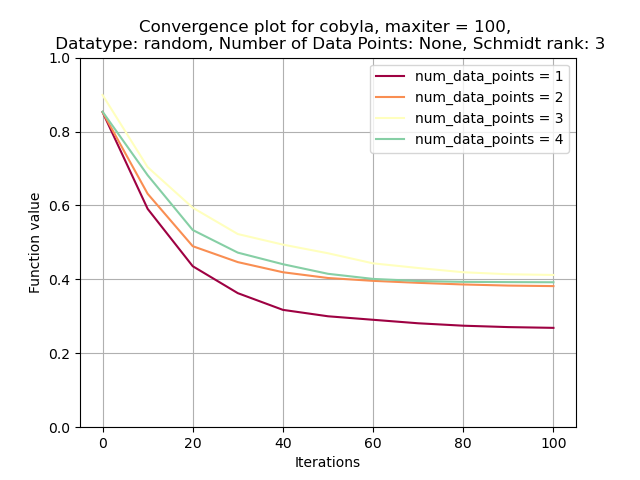 Convergence plot for cobyla, maxiter = 100,
Datatype: random, Number of Data Points: None, Schmidt rank: 3
num_data_points = 1
num_data_points = 2
num_data_points = 3
num_data_points = 4
Function value
1.0
0.8
0.6
0.4
0.2
0.0
0 20 40 60 80 100
Iterations